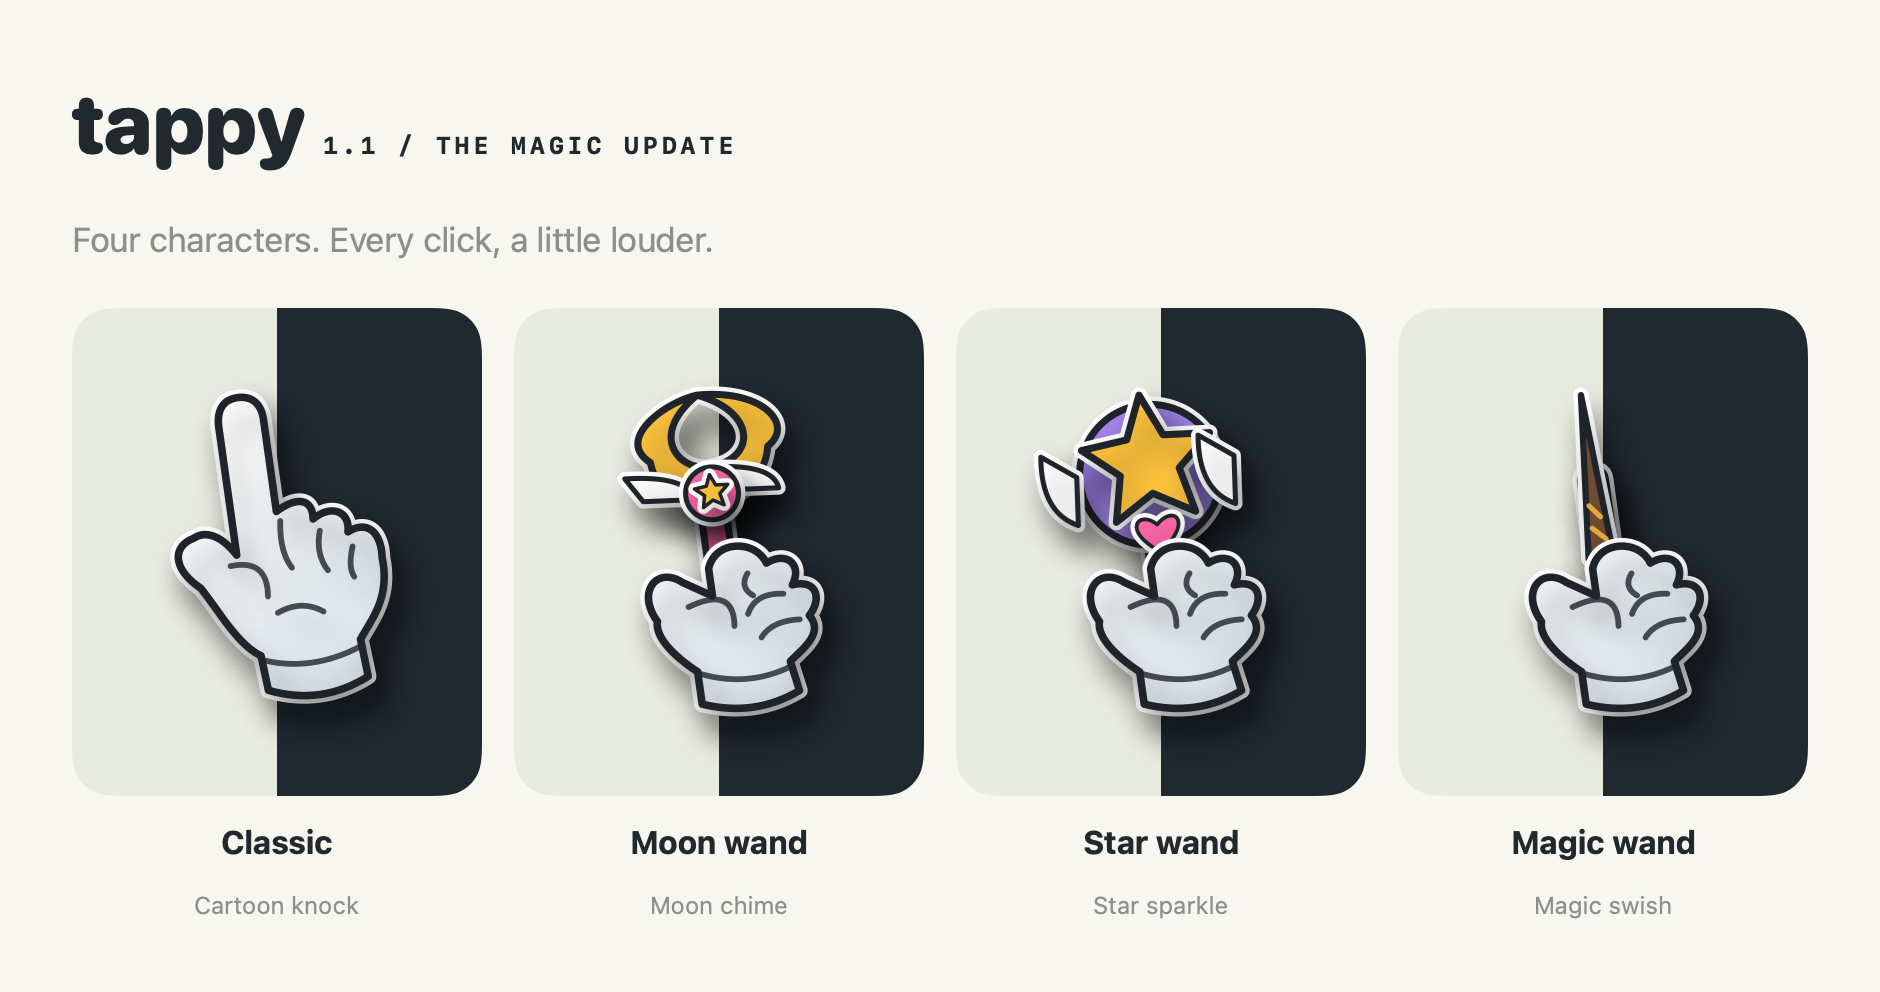 tappy 1.1 / THE MAGIC UPDATE
Four characters. Every click, a little louder.
Classic
Cartoon knock
Moon wand
Moon chime
Star wand
Star sparkle
Magic wand
Magic swish